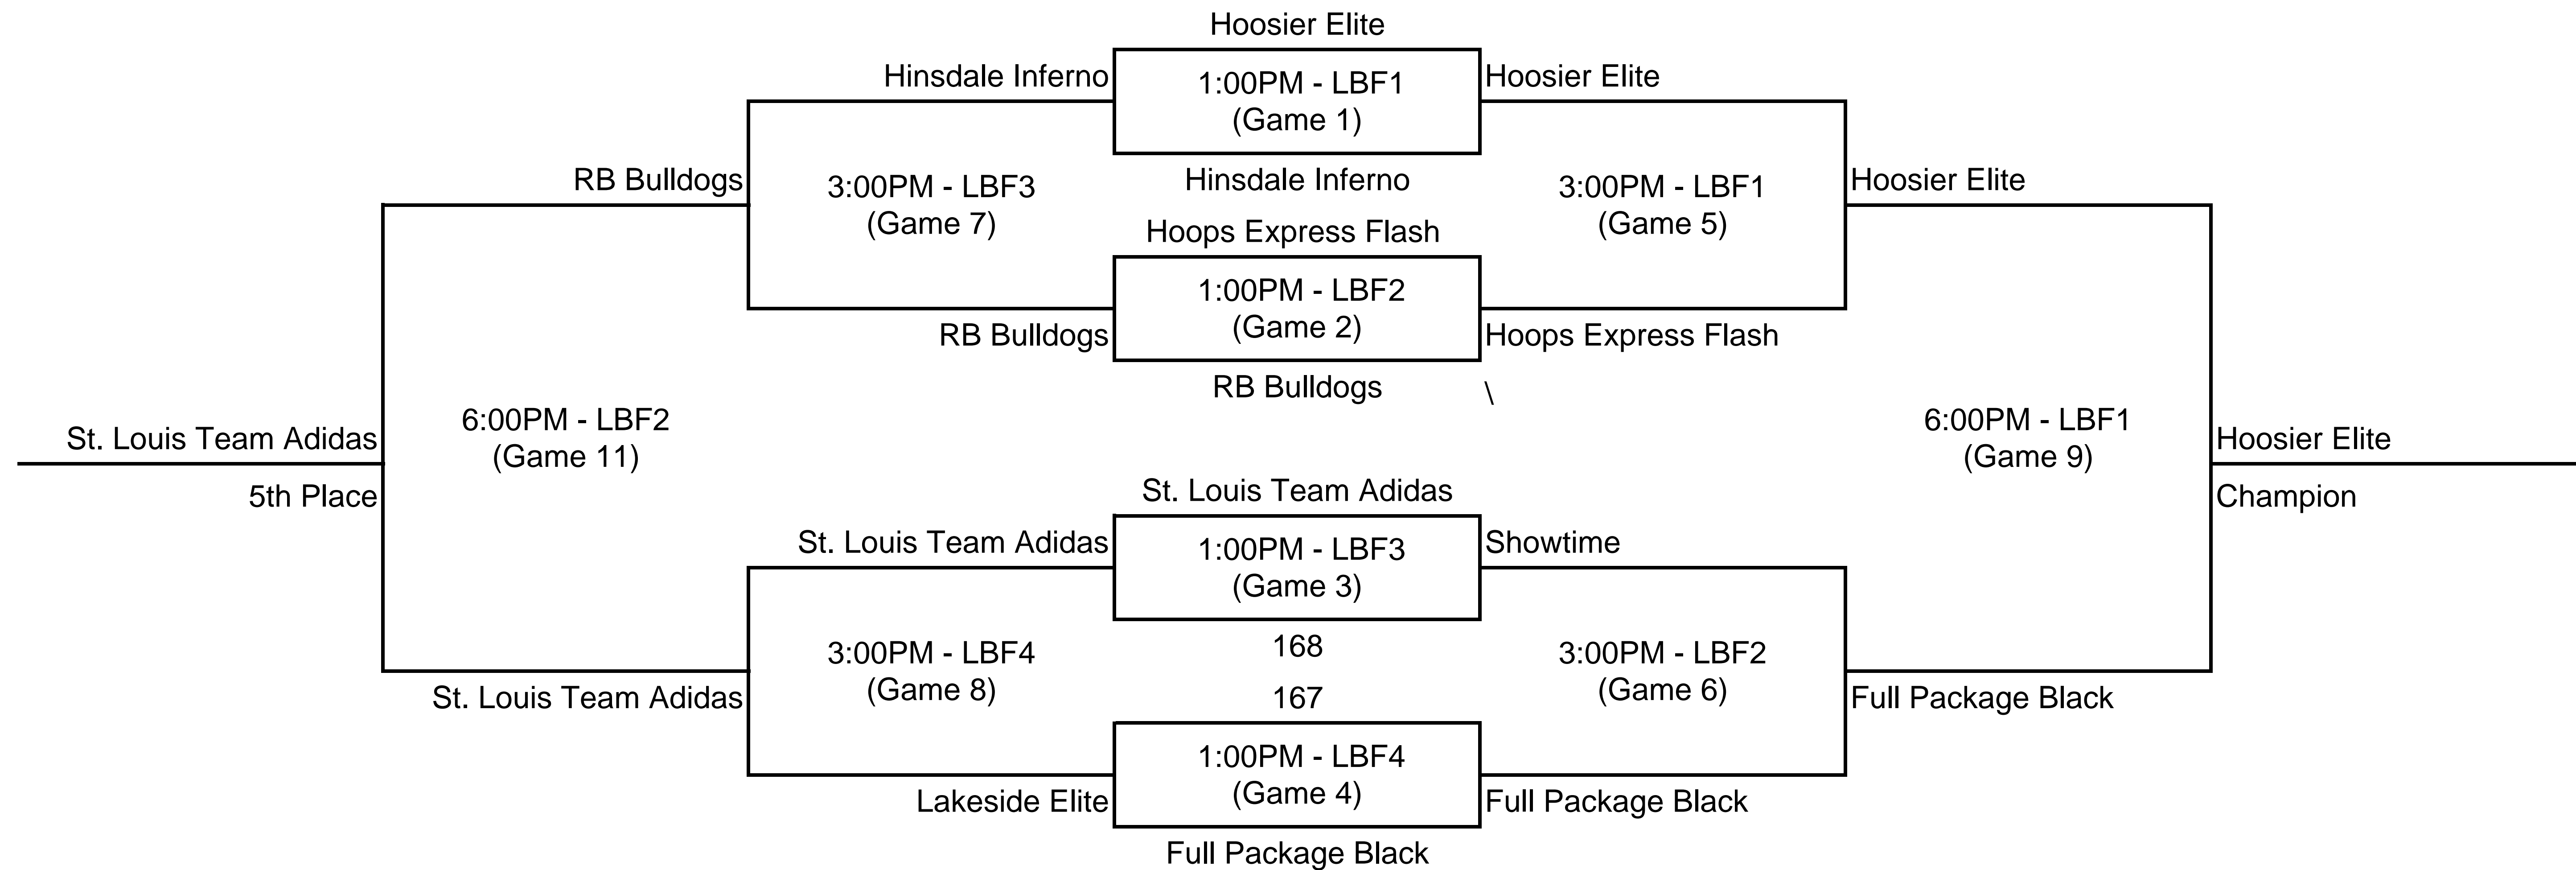 Hoosier Elite
Hinsdale Inferno
1:00PM - LBF1
(Game 1)
Hoosier Elite
RB Bulldogs
3:00PM - LBF3
(Game 7)
Hinsdale Inferno
3:00PM - LBF1
(Game 5)
Hoosier Elite
Hoops Express Flash
1:00PM - LBF2
(Game 2)
RB Bulldogs
Hoops Express Flash
RB Bulldogs
\
6:00PM - LBF2
(Game 11)
6:00PM - LBF1
(Game 9)
St. Louis Team Adidas
5th Place
Hoosier Elite
Champion
St. Louis Team Adidas
St. Louis Team Adidas
1:00PM - LBF3
(Game 3)
Showtime
168
3:00PM - LBF4
(Game 8)
3:00PM - LBF2
(Game 6)
167
St. Louis Team Adidas
Full Package Black
1:00PM - LBF4
(Game 4)
Lakeside Elite
Full Package Black
Full Package Black